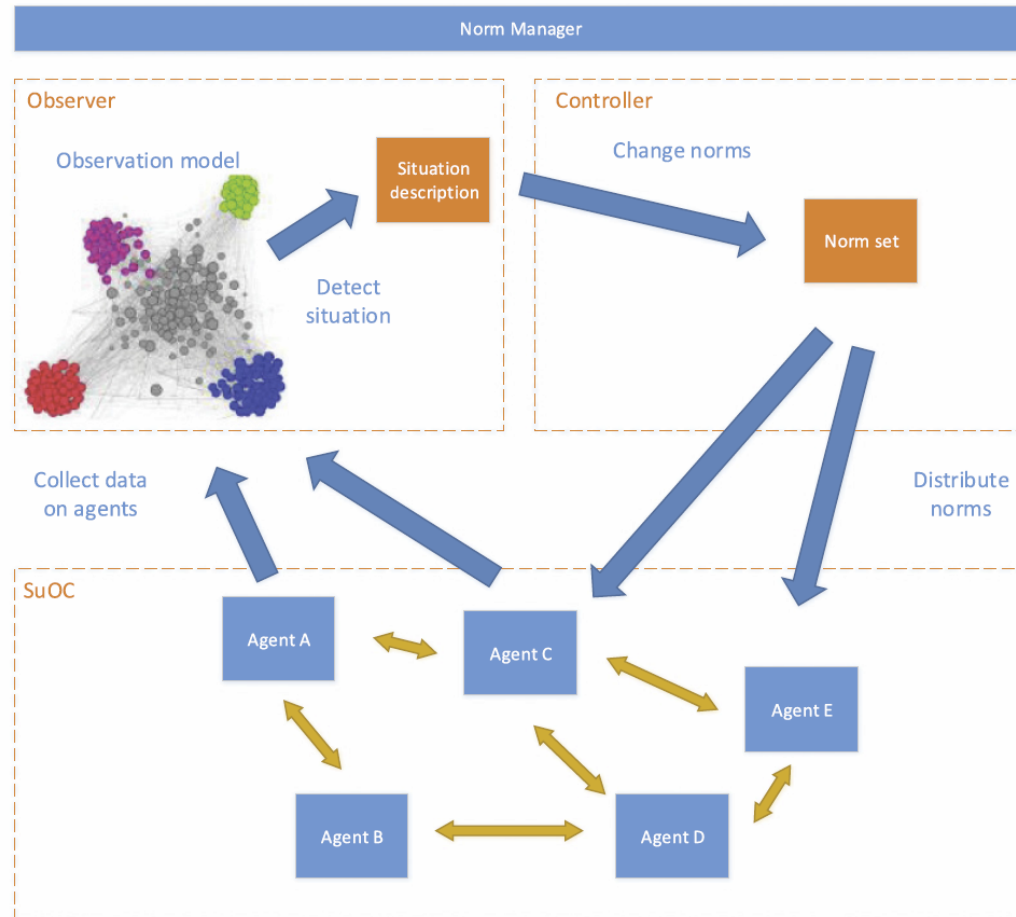 Norm Manager
Observer
Controller
Observation model
Situation
description
Change norms
Norm set
Detect
situation
Collect data
on agents
Distribute
norms
SuOC
Agent A
Agent C
Agent E
Agent B
Agent D